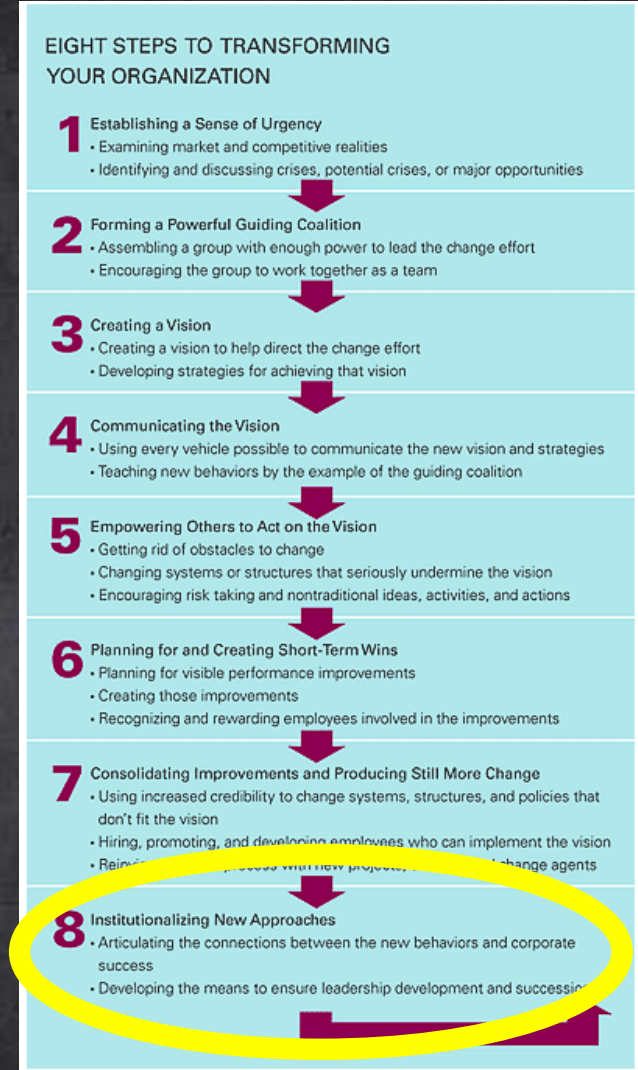 EIGHT STEPS TO TRANSFORMING
YOUR ORGANIZATION
1 Establishing a Sense of Urgency
• Examining market and competitive realities
• Identifying and discussing crises, potential crises, or major opportunities
2 Forming a Powerful Guiding Coalition
• Assembling a group with enough power to lead the change effort
• Encouraging the group to work together as a team
3 Creating a Vision
• Creating a vision to help direct the change effort
• Developing strategies for achieving that vision
4 Communicating the Vision
• Using every vehicle possible to communicate the new vision and strategies
• Teaching new behaviors by the example of the guiding coalition
5 Empowering Others to Act on the Vision
• Getting rid of obstacles to change
• Changing systems or structures that seriously undermine the vision
• Encouraging risk taking and nontraditional ideas, activities, and actions
6 Planning for and Creating Short-Term Wins
• Planning for visible performance improvements
• Creating those improvements
• Recognizing and rewarding employees involved in the improvements
7 Consolidating Improvements and Producing Still More Change
• Using increased credibility to change systems, structures, and policies that
don't fit the vision
• Hiring, promoting, and developing employees who can implement the vision
• process with new projects, change agents
8 Institutionalizing New Approaches
• Articulating the connections between the new behaviors and corporate
success
• Developing the means to ensure leadership development and succession